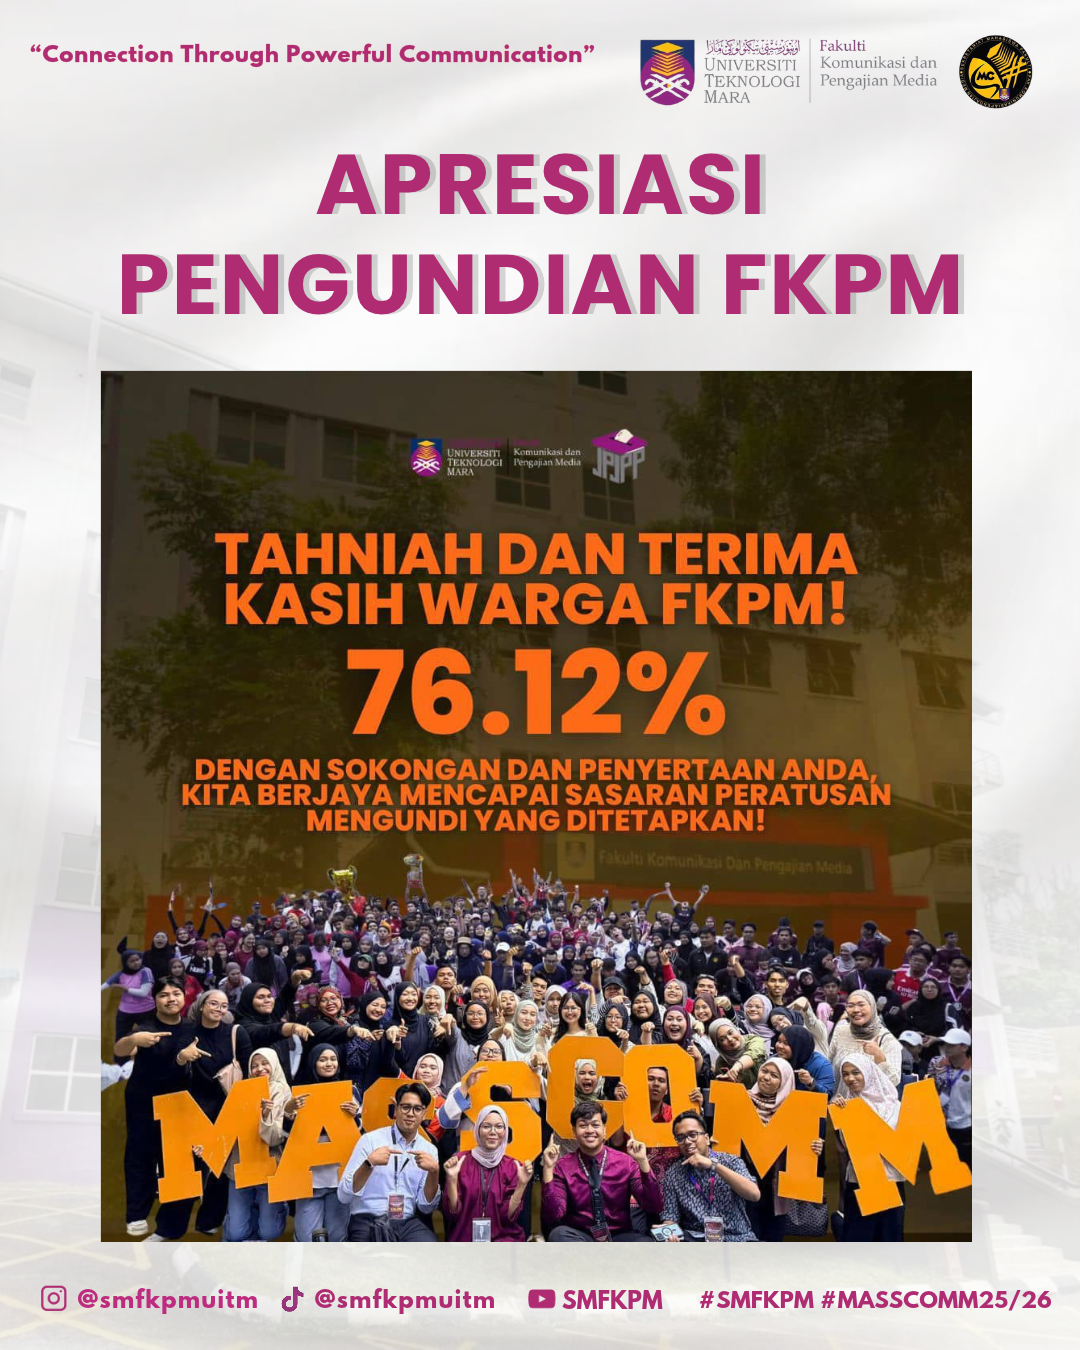 “Connection Through Powerful Communication”
UNIVERSITI
TEKNOLOGI
MARA
Fakulti
Komunikasi dan
Pengajian Media
MC
APRESIASI
PENGUNDIAN FKPM
UNIVERSITI
TEKNOLOGI
MARA
Komunikasi dan
Pengajian Media
JPJPP
TAHNIAH DAN TERIMA
KASIH WARGA FKPM!
76.12%
DENGAN SOKONGAN DAN PENYERTAAN ANDA,
KITA BERJAYA MENCAPAI SASARAN PERATUSAN
MENGUNDI YANG DITETAPKAN!
Fakulti Komunikasi Dan Pengajian Media
MASSCOMM
@smfkpmuitm
@smfkpmuitm
SMFKPM
#SMFKPM #MASSCOMM25/26